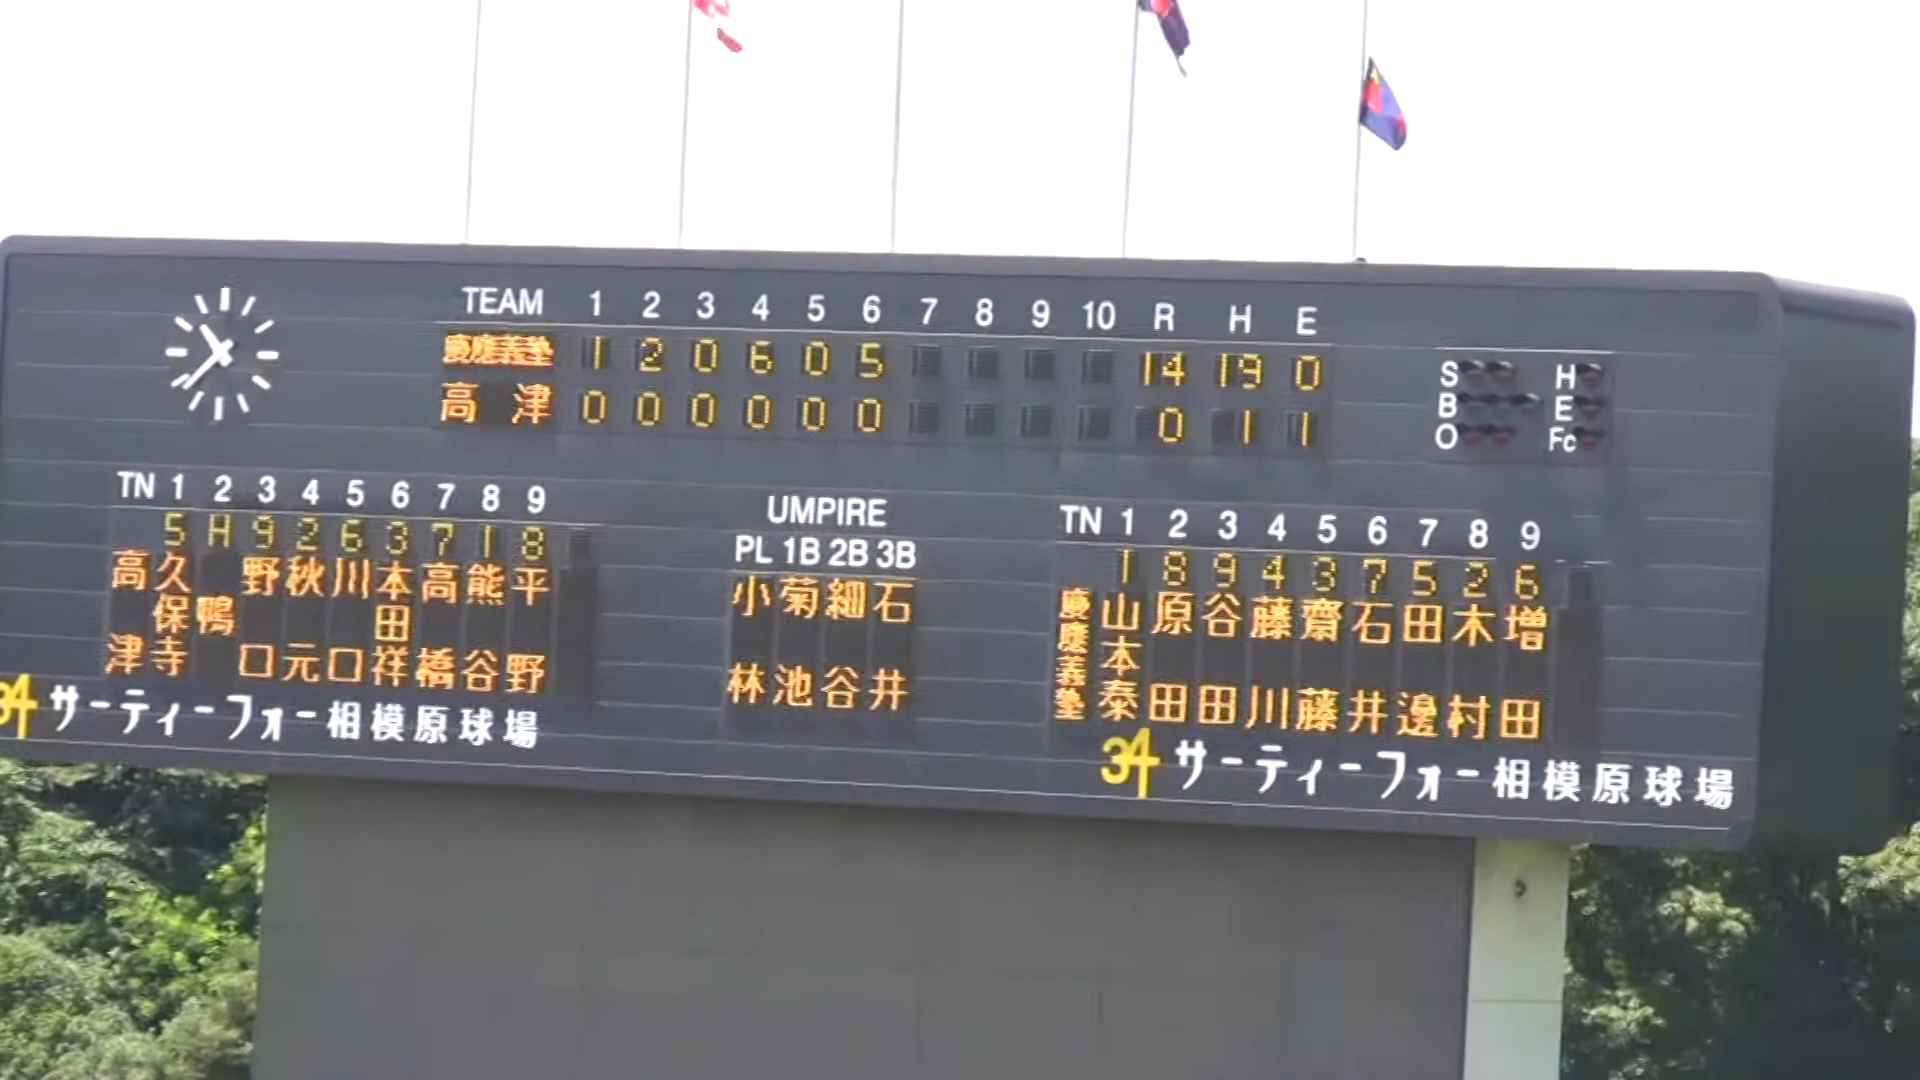 TEAM 1 2 3 4 5 6 7 8 9 10 R H E
慶應義塾 1 2 0 6 0 5 14 19 0
高津 0 0 0 0 0 0 0 1 1
S H
B E
O Fc
TN 1 2 3 4 5 6 7 8 9
5 H 9 2 6 3 7 1 8
高津 久保寺 鴨 野口 秋元 川口 本田祥 高橋 熊谷 平野
UMPIRE
PL 1B 2B 3B
小林 菊池 細谷 石井
TN 1 2 3 4 5 6 7 8 9
1 8 9 4 3 7 5 2 6
慶應義塾 山本泰 原田 谷田 藤川 齋藤 石井 田邊 木村 増田
34 サーティーフォー相模原球場
34 サーティーフォー相模原球場